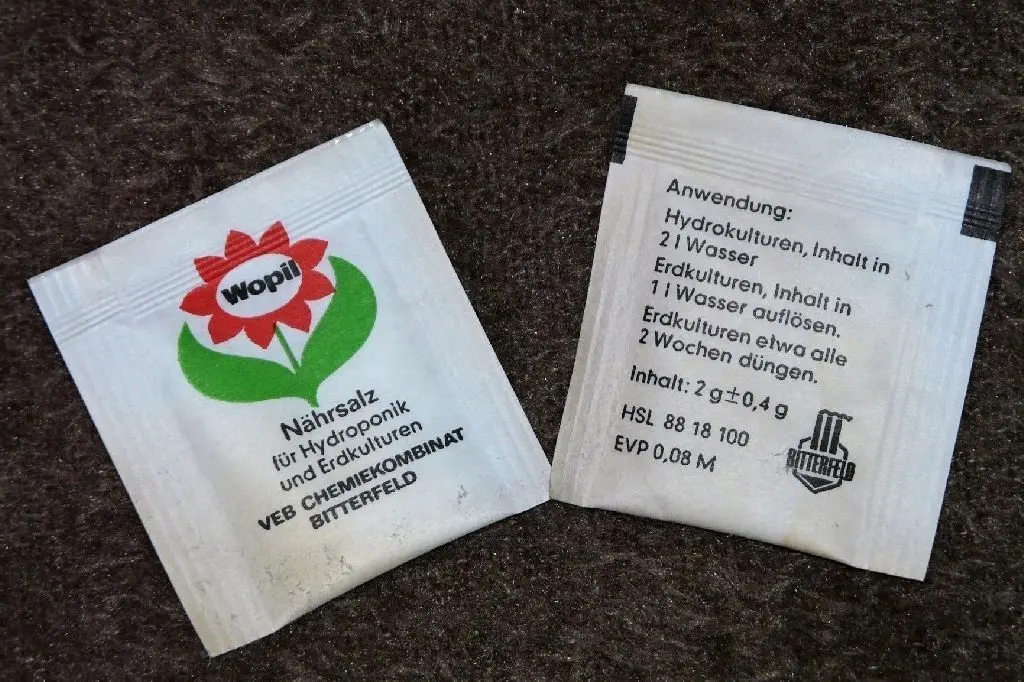 Wopil
Nährsalz
für Hydroponik
und Erdkulturen
VEB CHEMIEKOMBINAT
BITTERFELD
Anwendung:
Hydrokulturen, Inhalt in
2 l Wasser
Erdkulturen, Inhalt in
1 l Wasser auflösen.
Erdkulturen etwa alle
2 Wochen düngen.
Inhalt: 2 g±0,4 g
HSL 88 18 100
EVP 0,08 M
BITTERFELD